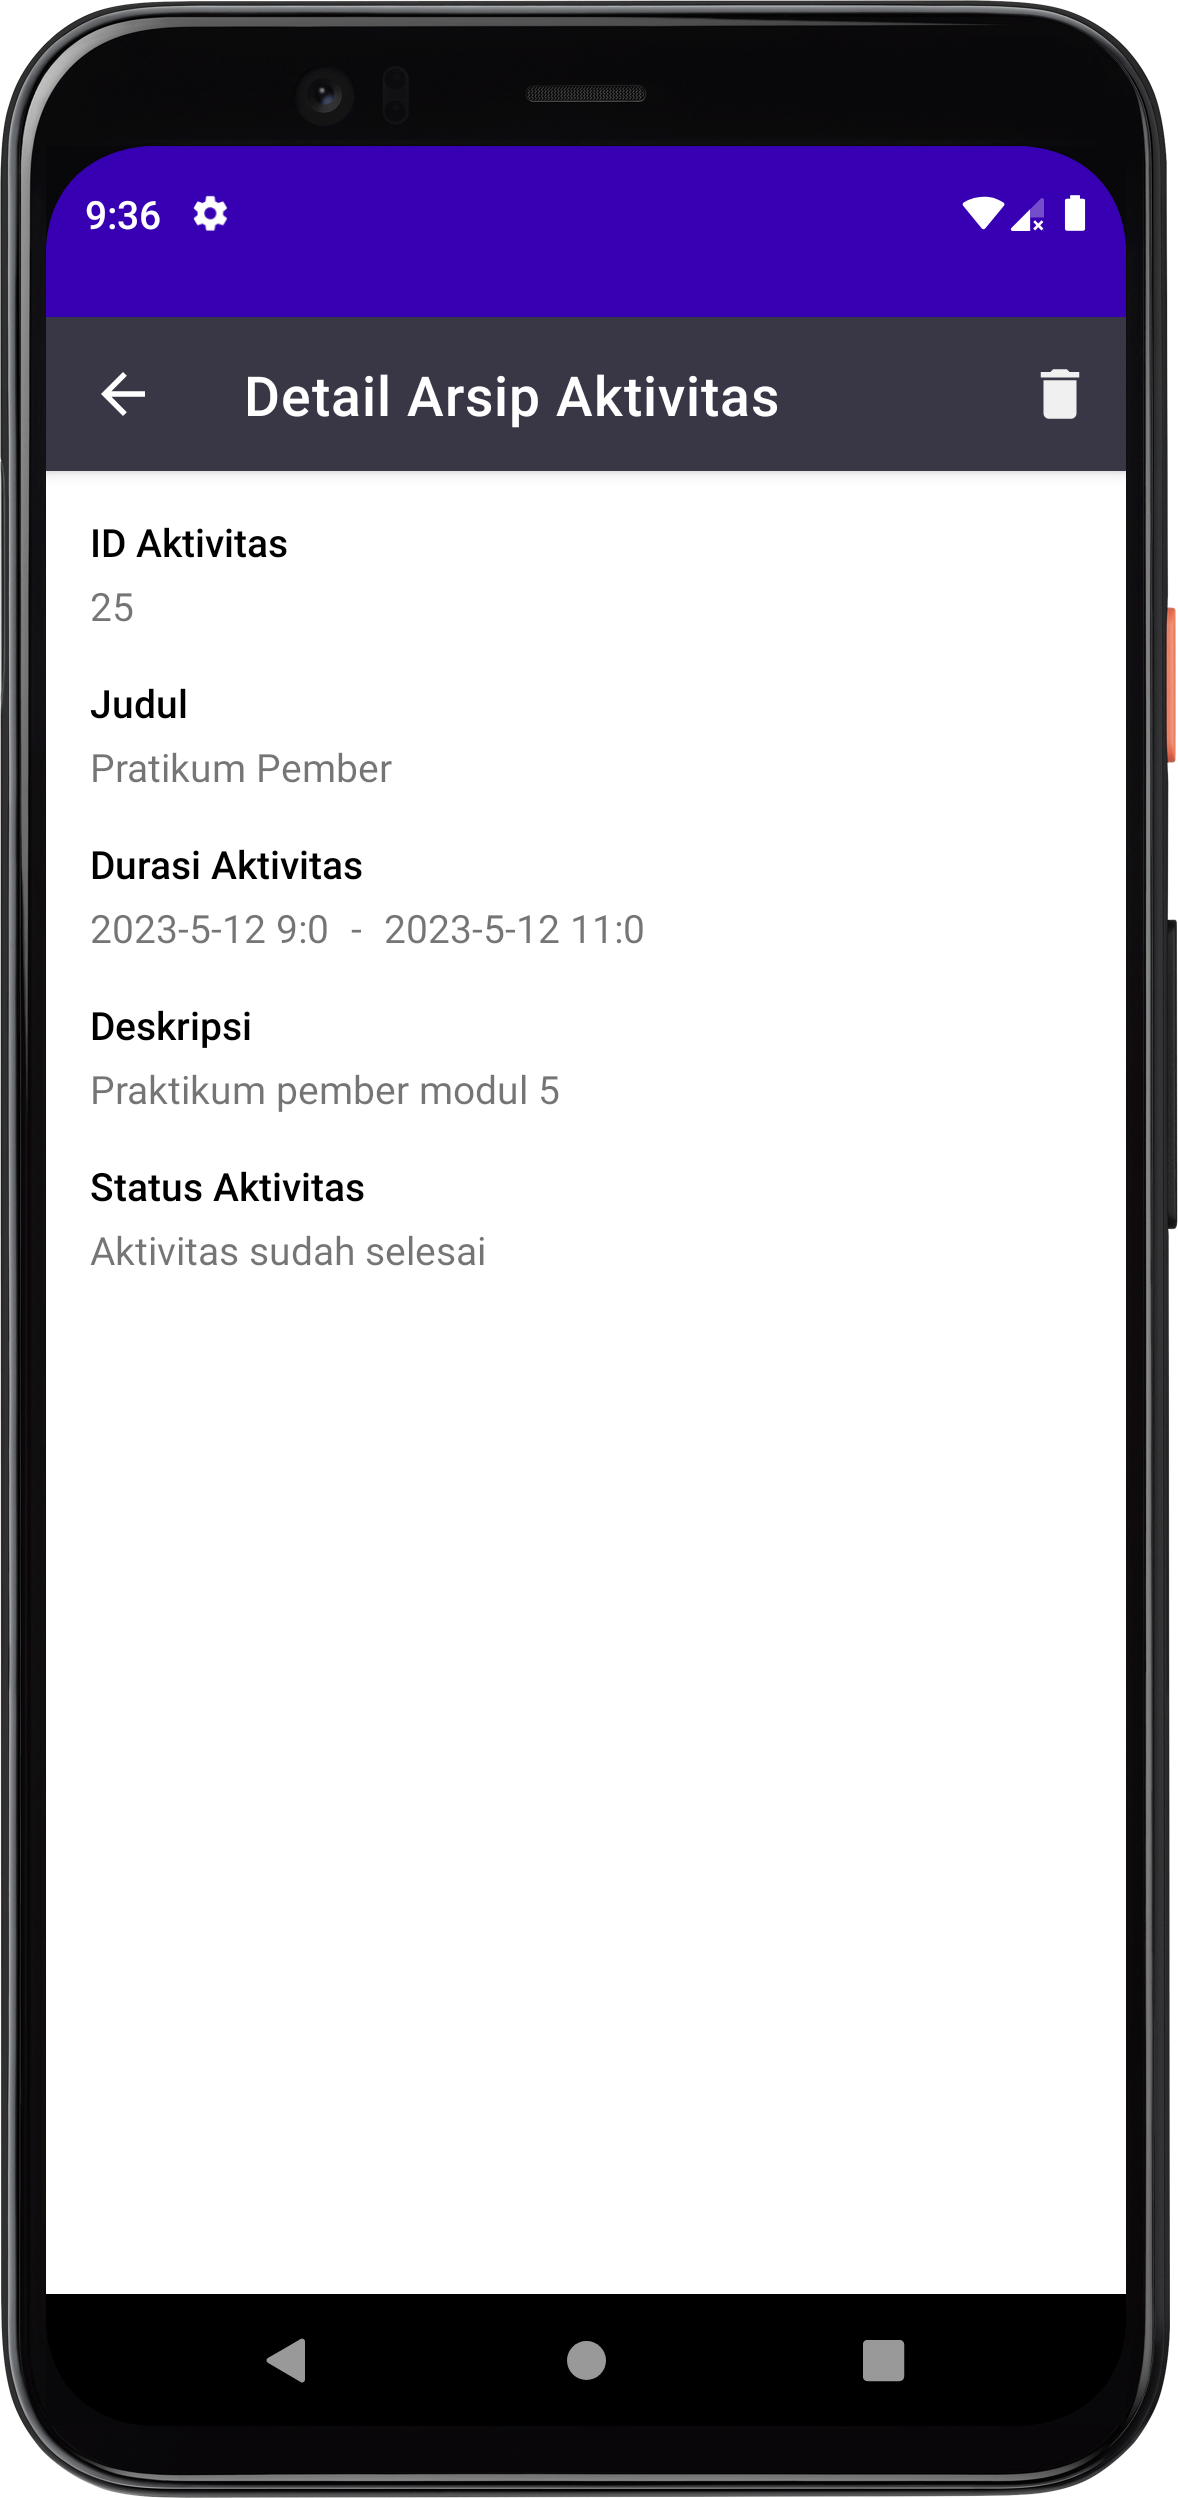 9:36
Detail Arsip Aktivitas
ID Aktivitas
25
Judul
Pratikum Pember
Durasi Aktivitas
2023-5-12 9:0 - 2023-5-12 11:0
Deskripsi
Praktikum pember modul 5
Status Aktivitas
Aktivitas sudah selesai